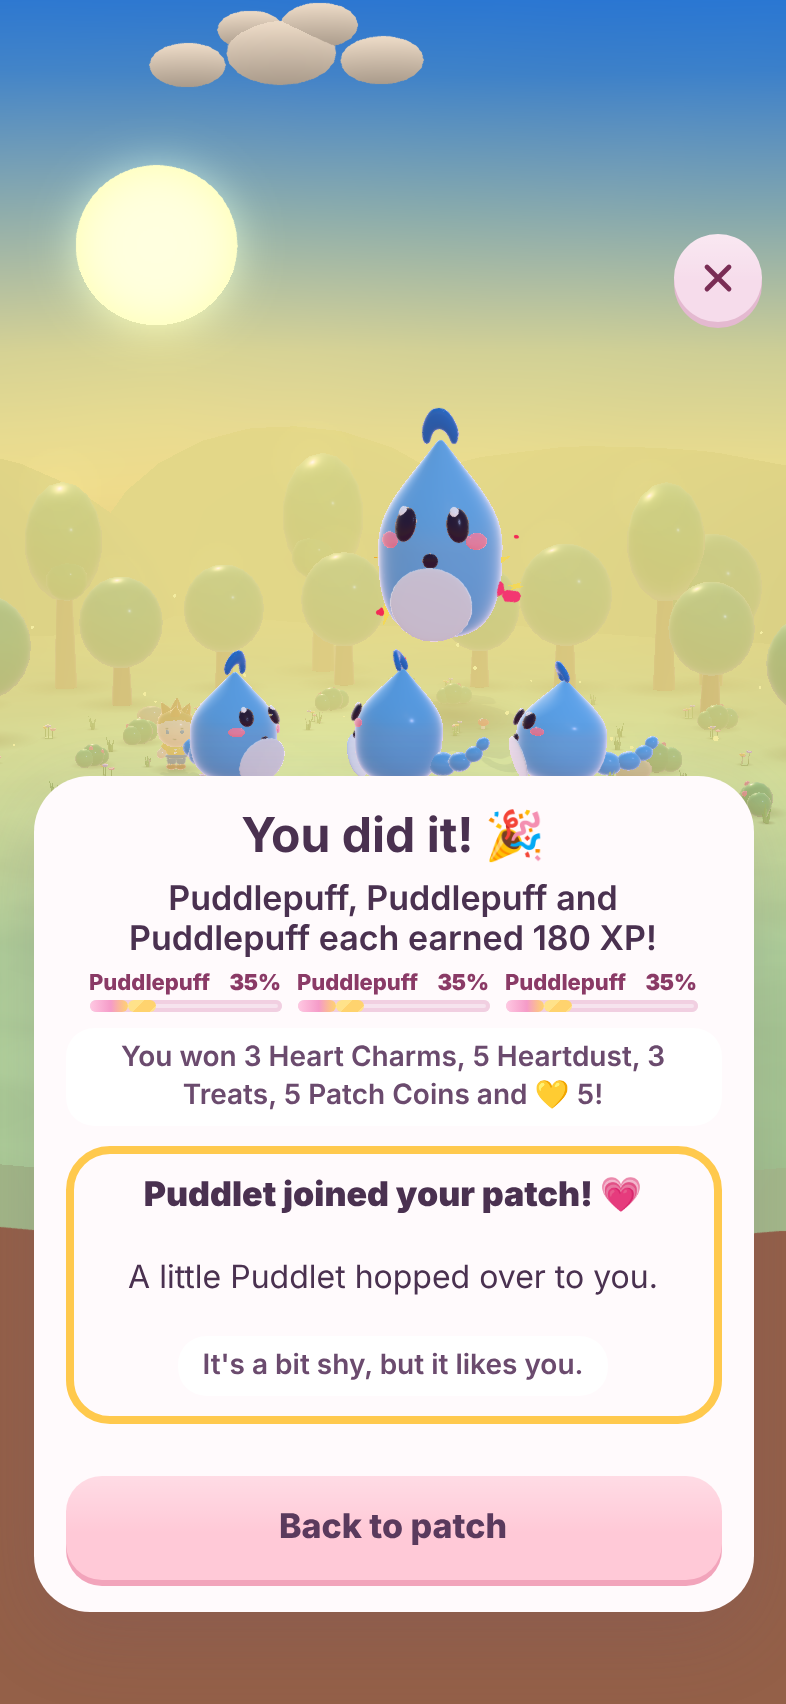 You did it! 🎉
Puddlepuff, Puddlepuff and
Puddlepuff each earned 180 XP!
Puddlepuff 35% Puddlepuff 35% Puddlepuff 35%
You won 3 Heart Charms, 5 Heartdust, 3
Treats, 5 Patch Coins and 💛 5!
Puddlet joined your patch! 💗
A little Puddlet hopped over to you.
It's a bit shy, but it likes you.
Back to patch